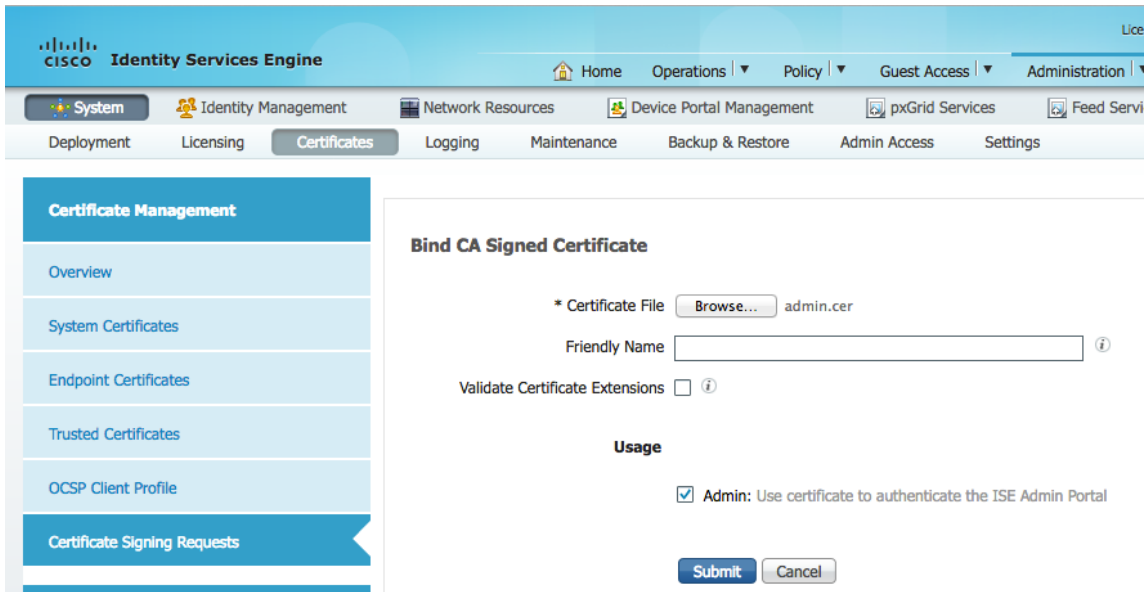 Lice
CISCO Identity Services Engine
Home Operations Policy Guest Access Administration
System Identity Management Network Resources Device Portal Management pxGrid Services Feed Servi
Deployment Licensing Certificates Logging Maintenance Backup & Restore Admin Access Settings
Certificate Management
Overview
System Certificates
Endpoint Certificates
Trusted Certificates
OCSP Client Profile
Certificate Signing Requests
Bind CA Signed Certificate
* Certificate File Browse... admin.cer
Friendly Name
Validate Certificate Extensions
Usage
Admin: Use certificate to authenticate the ISE Admin Portal
Submit Cancel